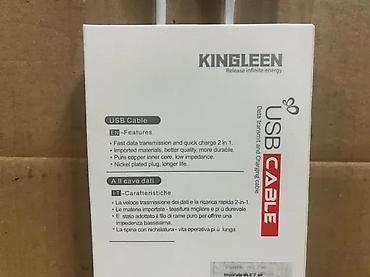 KINGLEEN
Release infinite energy
USB Cable
EN-Features
• Fast data transmission and quick charge 2 in 1.
• Imported materials, better quality, more durable.
• Pure copper inner core, low impedance.
• Nickel plated plug, longer life.
A ll cavo dati
IT-Caratteristiche
• La veloce trasmissione dei dati e la ricarica rapida 2-in-1.
• Le materie importate - tessitura migliore e pi ù durevole.
• È stato adottato il filo di rame puro per offrire una
impedenza bassissima.
• La spina con nichelatura - vita operativa pi ù lunga.
USB CABLE
Data transmit and Charging cable